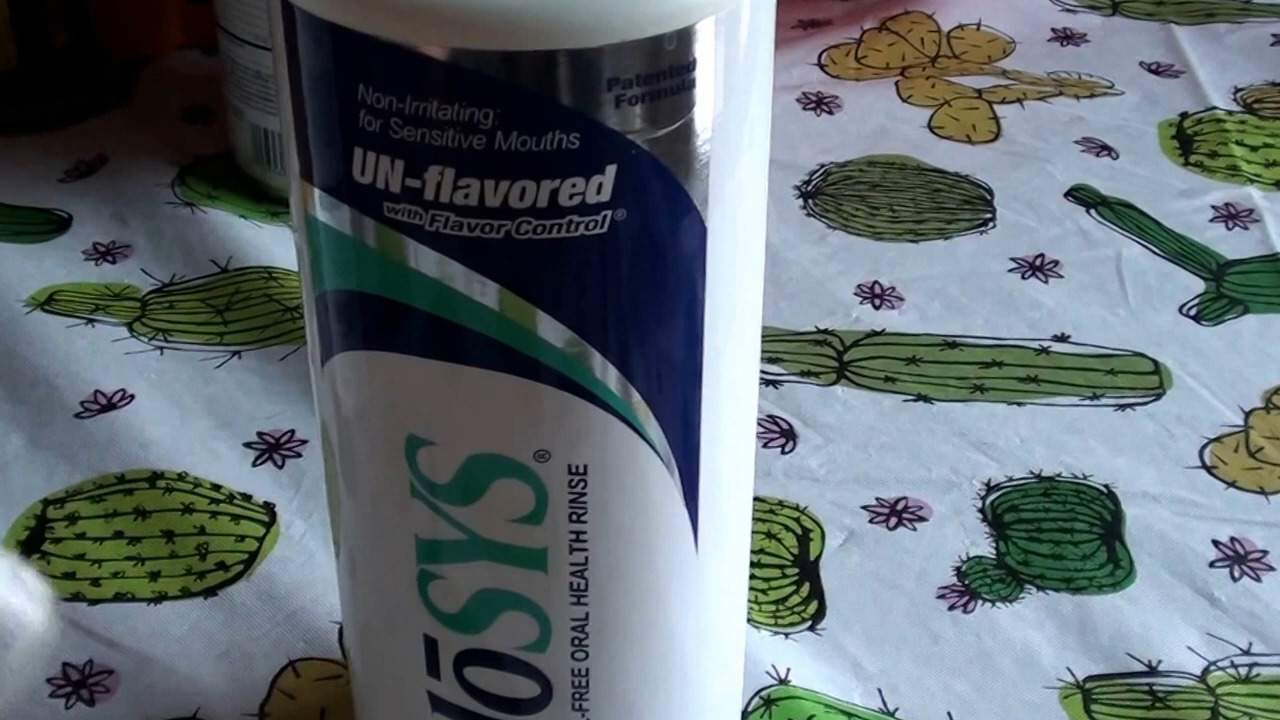 Patented
Formula
Non-Irritating:
for Sensitive Mouths
UN-flavored
with Flavor Control®
ōSYS®
-FREE ORAL HEALTH RINSE